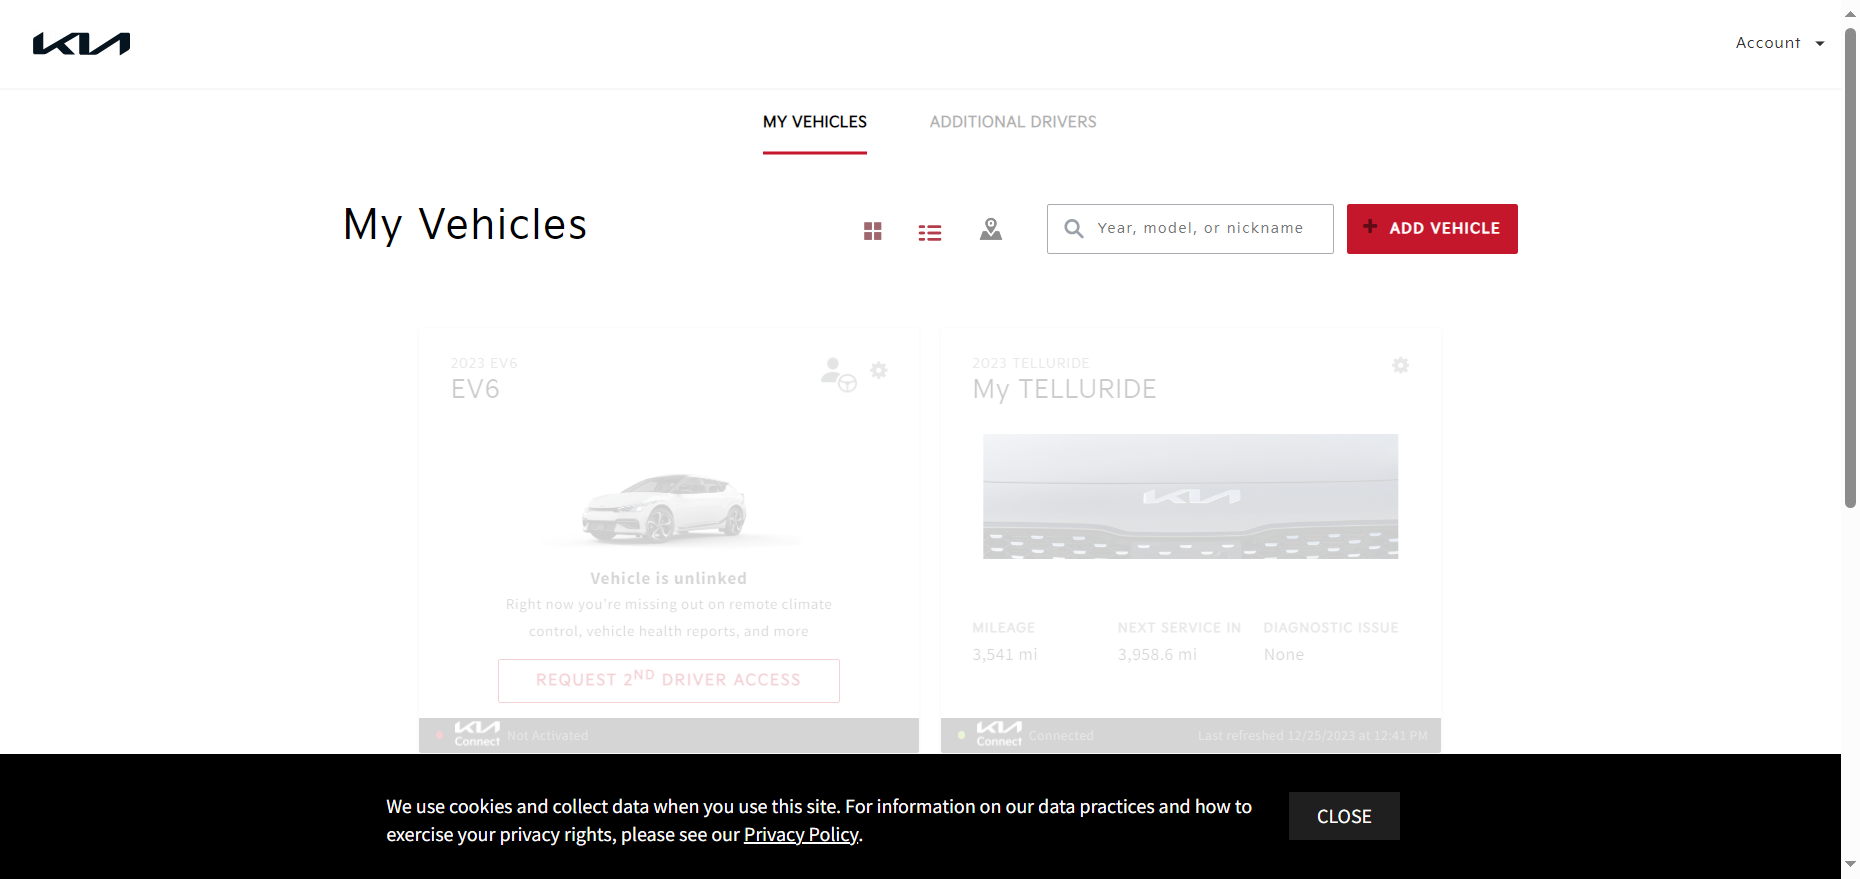 KIA
Account
MY VEHICLES
ADDITIONAL DRIVERS
My Vehicles
Year, model, or nickname
ADD VEHICLE
2023 EV6
EV6
Vehicle is unlinked
Right now you're missing out on remote climate
control, vehicle health reports, and more
REQUEST 2ND DRIVER ACCESS
KIA
Connect
Not Activated
2023 TELLURIDE
My TELLURIDE
KIA
MILEAGE
NEXT SERVICE IN
DIAGNOSTIC ISSUE
3,541 mi
3,958.6 mi
None
KIA
Connect
Connected
Last refreshed 12/25/2023 at 12:41 PM
We use cookies and collect data when you use this site. For information on our data practices and how to
exercise your privacy rights, please see our Privacy Policy.
CLOSE